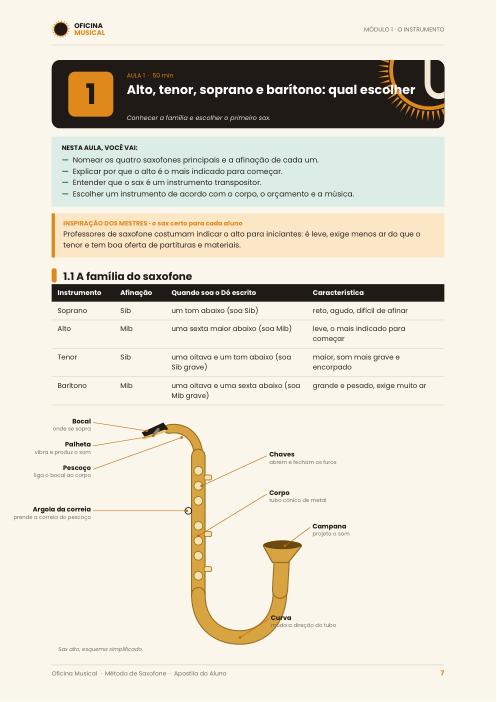 OFICINA
MUSICAL
MÓDULO 1 · O INSTRUMENTO
1
AULA 1 · 50 min
Alto, tenor, soprano e barítono: qual escolher
Conhecer a família e escolher o primeiro sax.
NESTA AULA, VOCÊ VAI:
— Nomear os quatro saxofones principais e a afinação de cada um.
— Explicar por que o alto é o mais indicado para começar.
— Entender que o sax é um instrumento transpositor.
— Escolher um instrumento de acordo com o corpo, o orçamento e a música.
INSPIRAÇÃO DOS MESTRES · o sax certo para cada aluno
Professores de saxofone costumam indicar o alto para iniciantes: é leve, exige menos ar do que o
tenor e tem boa oferta de partituras e materiais.
1.1 A família do saxofone
Instrumento Afinação Quando soa o Dó escrito Característica
Soprano Sib um tom abaixo (soa Sib) reto, agudo, difícil de afinar
Alto Mib uma sexta maior abaixo (soa Mib) leve, o mais indicado para
começar
Tenor Sib uma oitava e um tom abaixo (soa
Sib grave) maior, som mais grave e
encorpado
Barítono Mib uma oitava e uma sexta abaixo (soa
Mib grave) grande e pesado, exige muito ar
Bocal
onde se sopra
Palheta
vibra e produz o som
Pescoço
liga o bocal ao corpo
Chaves
abrem e fecham os furos
Corpo
tubo cônico de metal
Argola da correia
prende a correia do pescoço
Campana
projeta o som
Curva
muda a direção do tubo
Sax alto, esquema simplificado.
Oficina Musical · Método de Saxofone · Apostila do Aluno
7